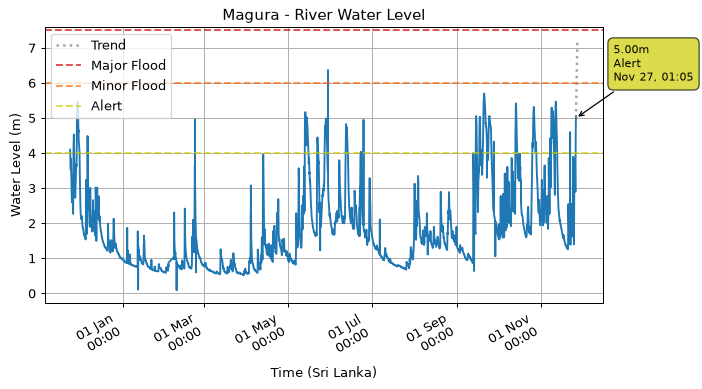 Magura - River Water Level
Trend
Major Flood
Minor Flood
Alert
5.00m
Alert
Nov 27, 01:05
Water Level (m)
7
6
5
4
3
2
1
0
01 Jan
00:00
01 Mar
00:00
01 May
00:00
01 Jul
00:00
01 Sep
00:00
01 Nov
00:00
Time (Sri Lanka)